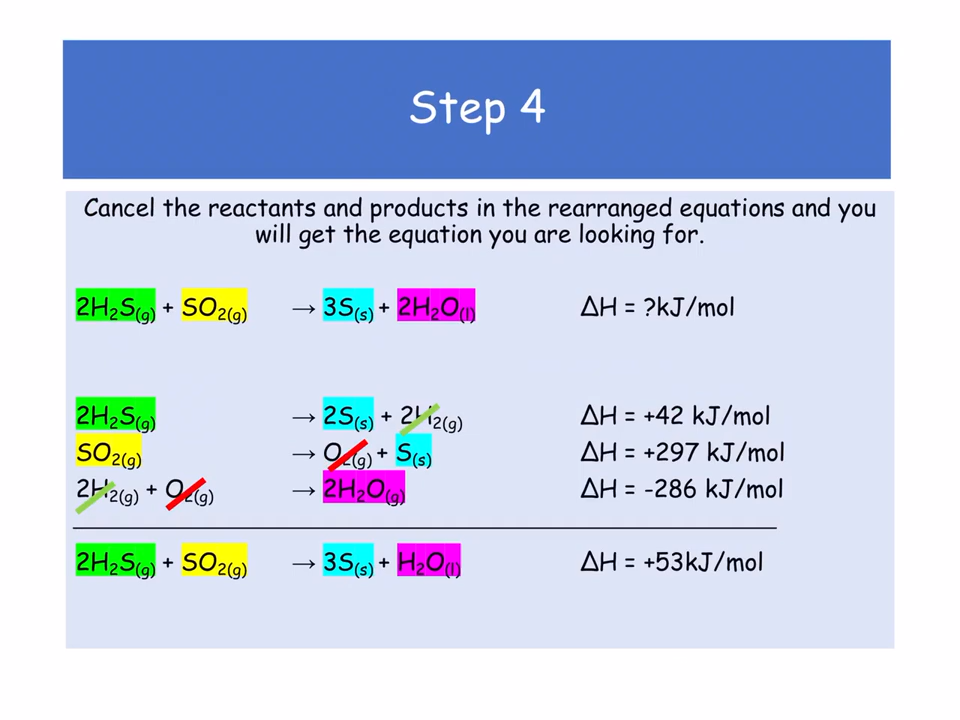 Step 4
Cancel the reactants and products in the rearranged equations and you
will get the equation you are looking for.
2H₂S(g) + SO₂(g) → 3S(s) + 2H₂O(l) ΔH = ?kJ/mol
2H₂S(g) → 2S(s) + 2H₂(g) ΔH = +42 kJ/mol
SO₂(g) → O₂(g) + S(s) ΔH = +297 kJ/mol
2H₂(g) + O₂(g) → 2H₂O(g) ΔH = -286 kJ/mol
2H₂S(g) + SO₂(g) → 3S(s) + H₂O(l) ΔH = +53kJ/mol